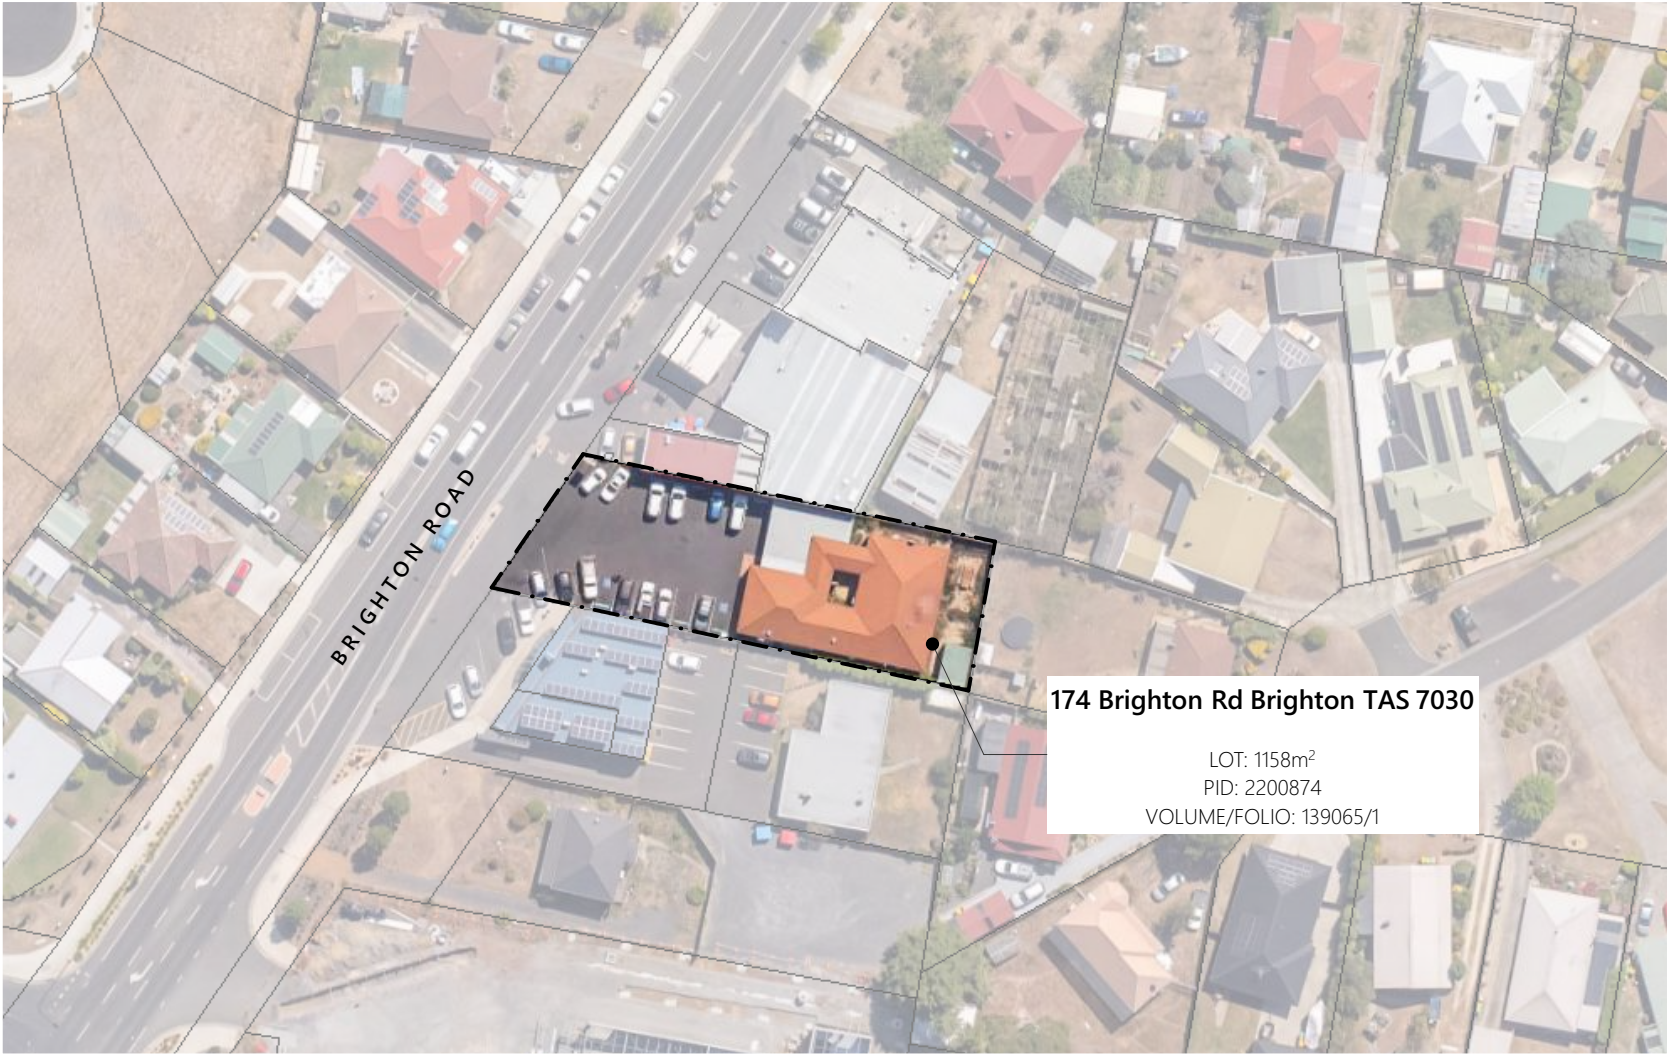 BRIGHTON ROAD
174 Brighton Rd Brighton TAS 7030
LOT: 1158m²
PID: 2200874
VOLUME/FOLIO: 139065/1